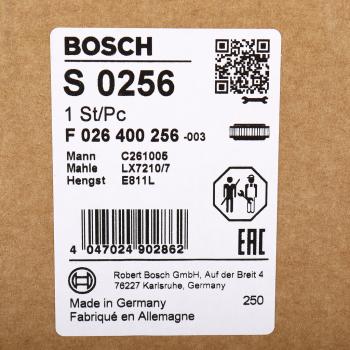 BOSCH
S 0256
1 St/Pc
F 026 400 256 -003
Mann C261005
Mahle LX7210/7
Hengst E811L
4 047024 902862
EAC
Robert Bosch GmbH, Auf der Breit 4
76227 Karlsruhe, Germany
Made in Germany 250
Fabriqué en Allemagne